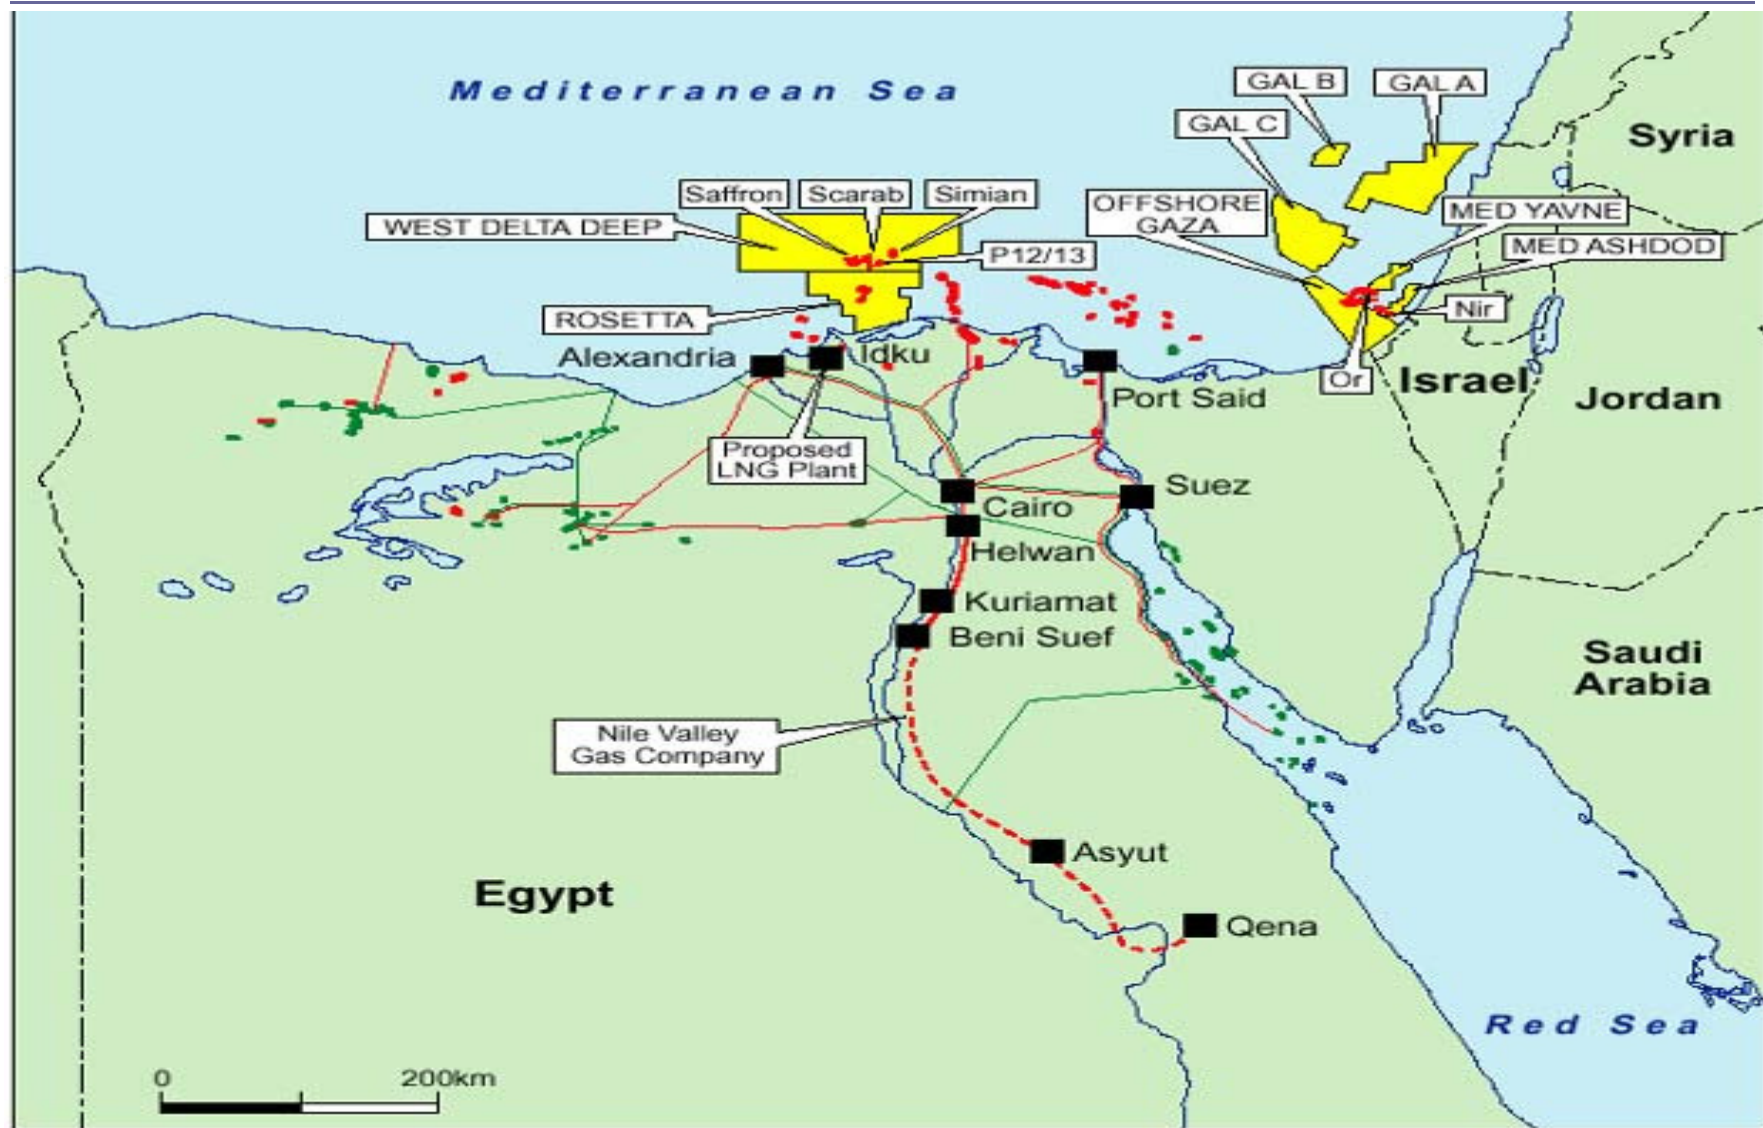 Mediterranean Sea
GAL B
GAL A
GAL C
Syria
Saffron
Scarab
Simian
OFFSHORE
GAZA
MED YAVNE
WEST DELTA DEEP
P12/13
MED ASHDOD
ROSETTA
Nir
Alexandria
Idku
Or
Israel
Port Said
Jordan
Proposed
LNG Plant
Suez
Cairo
Helwan
Kuriamat
Beni Suef
Saudi
Arabia
Nile Valley
Gas Company
Asyut
Egypt
Qena
Red Sea
0
200km